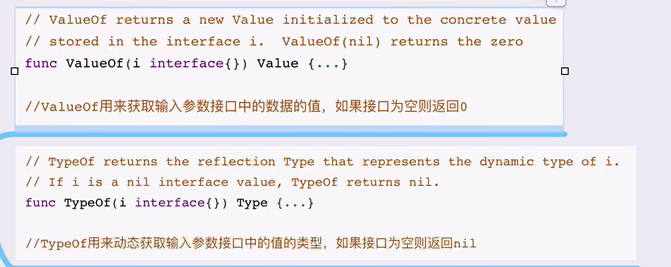 // ValueOf returns a new Value initialized to the concrete value
// stored in the interface i.  ValueOf(nil) returns the zero
func ValueOf(i interface{}) Value {...}
//ValueOf用来获取输入参数接口中的数据的值，如果接口为空则返回0
// TypeOf returns the reflection Type that represents the dynamic type of i.
// If i is a nil interface value, TypeOf returns nil.
func TypeOf(i interface{}) Type {...}
//TypeOf用来动态获取输入参数接口中的值的类型，如果接口为空则返回nil